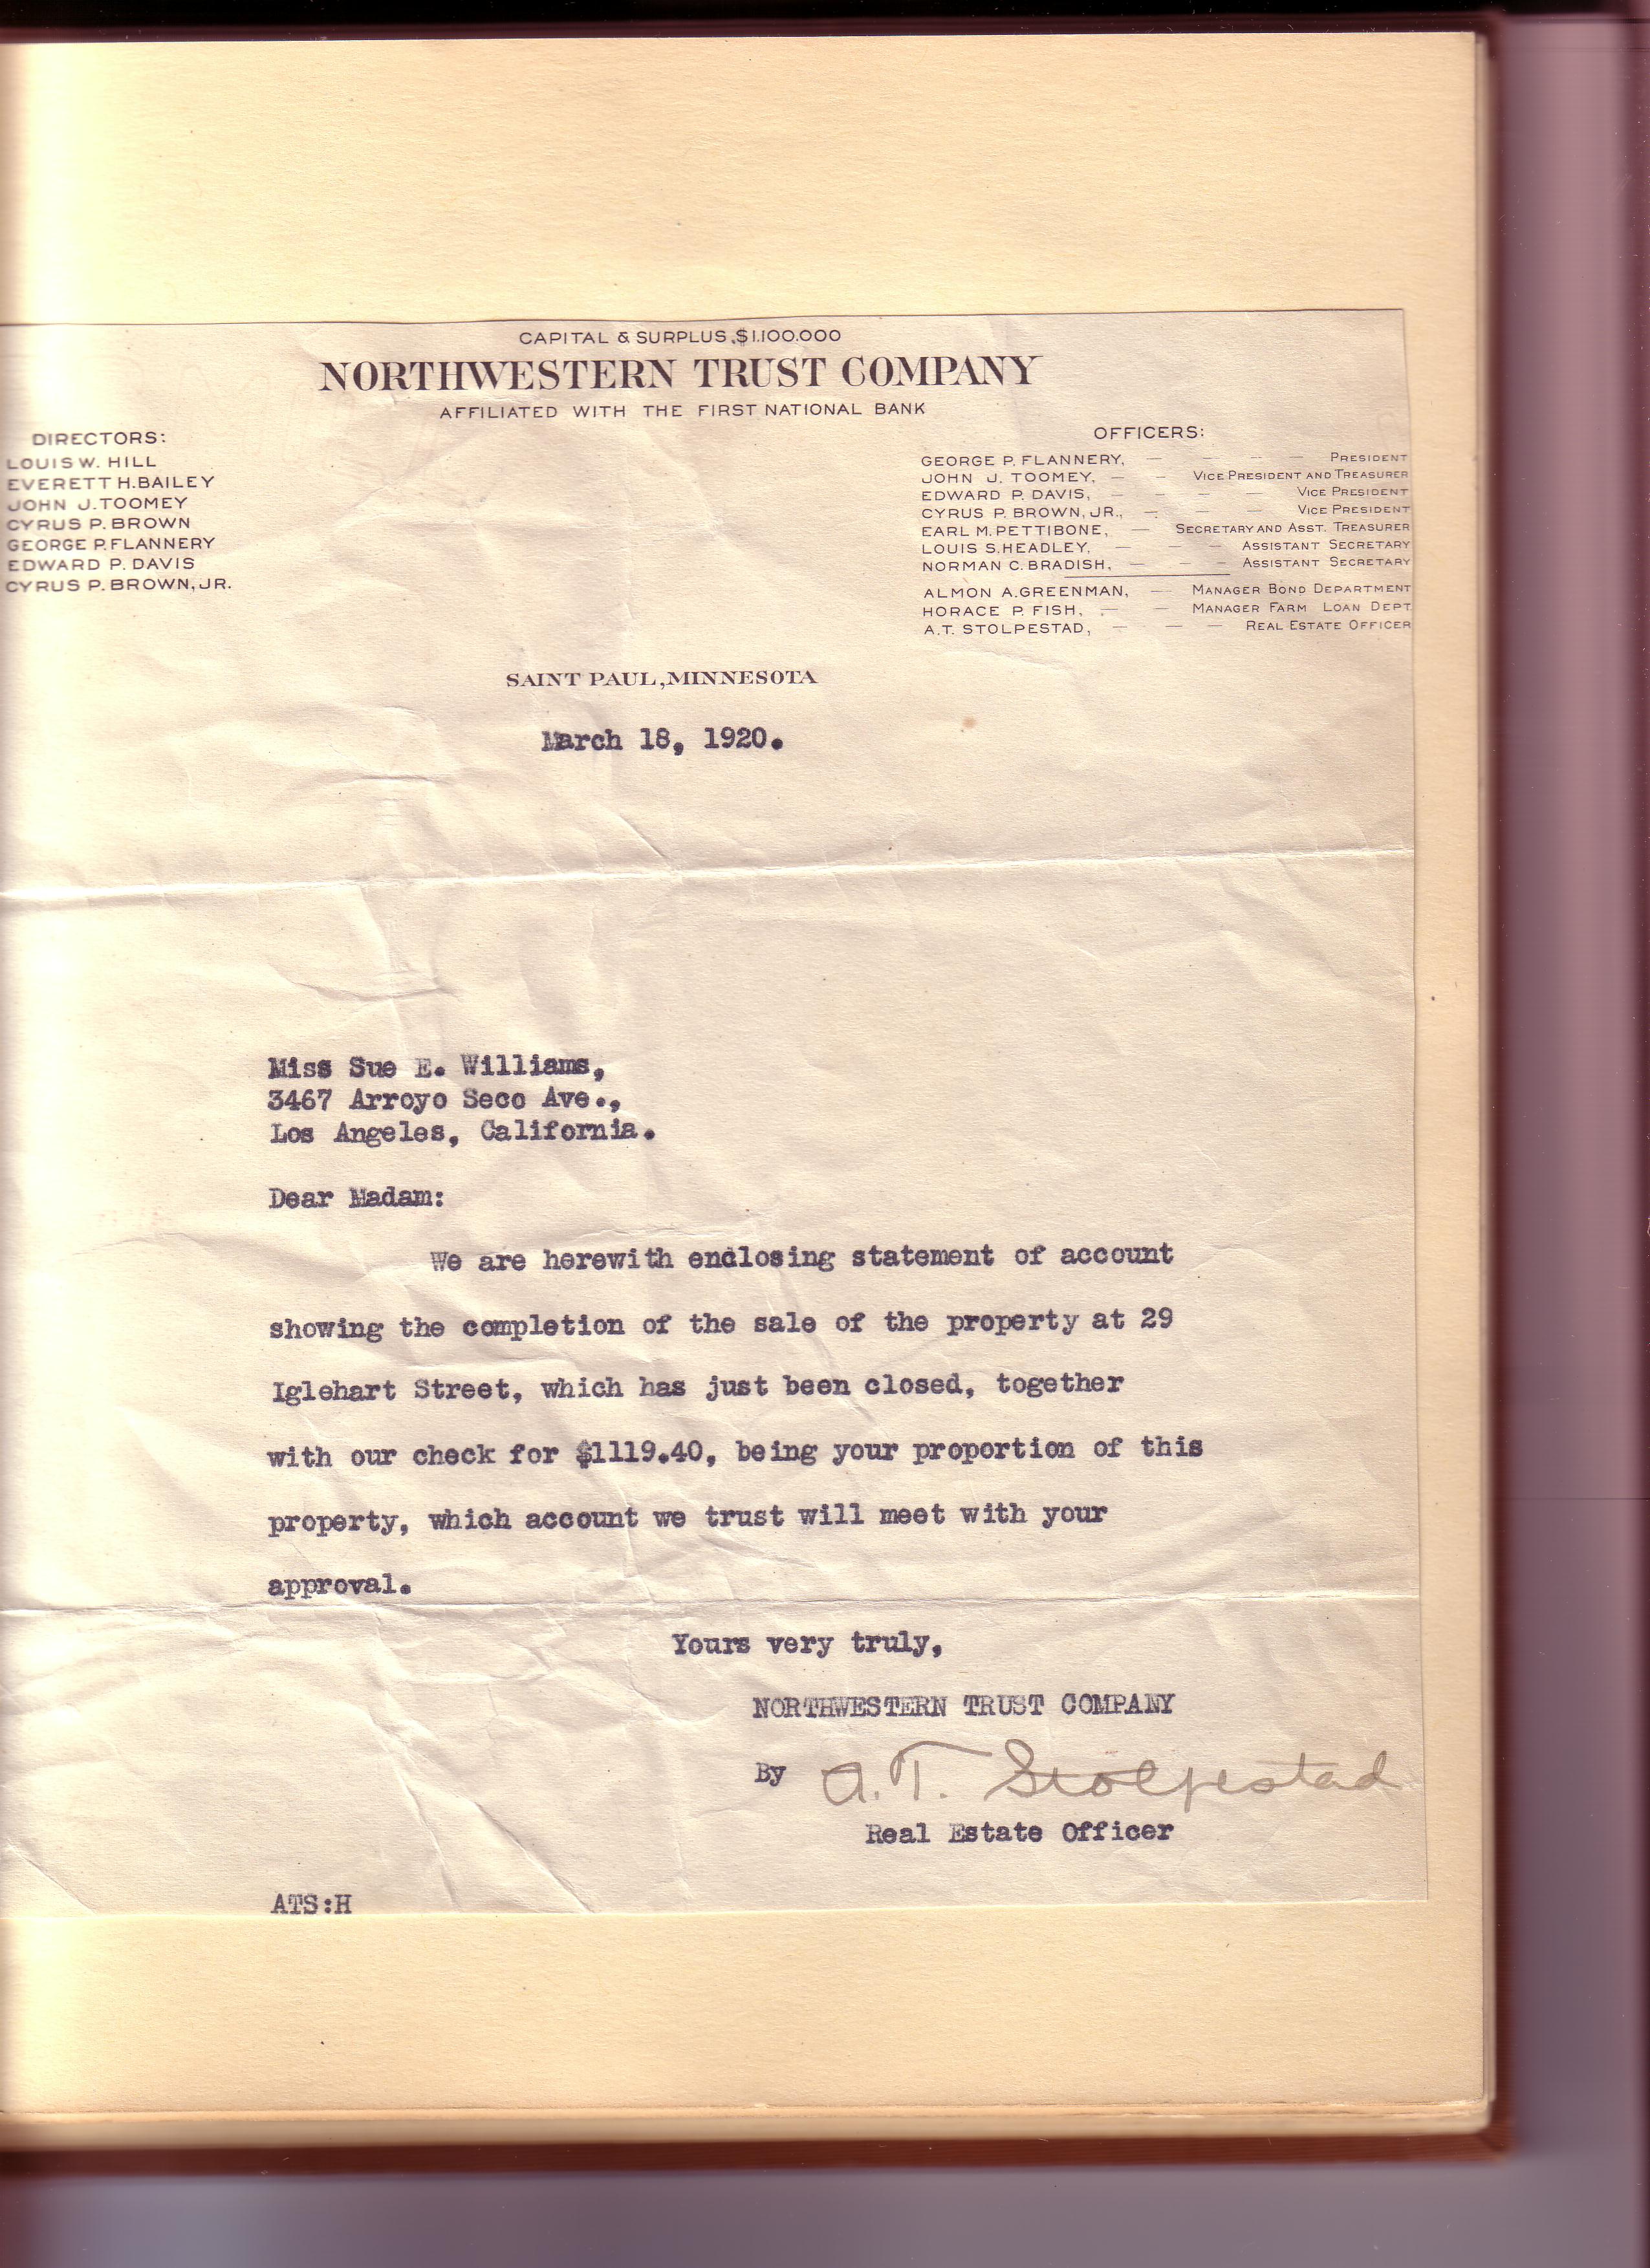 CAPITAL & SURPLUS, $1,100,000
NORTHWESTERN TRUST COMPANY
AFFILIATED WITH THE FIRST NATIONAL BANK
DIRECTORS:
LOUIS W. HILL
EVERETT H. BAILEY
JOHN J. TOOMEY
CYRUS P. BROWN
GEORGE P. FLANNERY
EDWARD P. DAVIS
CYRUS P. BROWN, JR.
OFFICERS:
GEORGE P. FLANNERY, — — — — PRESIDENT
JOHN J. TOOMEY, — — VICE PRESIDENT AND TREASURER
EDWARD P. DAVIS, — — — — VICE PRESIDENT
CYRUS P. BROWN, JR., — — — — VICE PRESIDENT
EARL M. PETTIBONE, — SECRETARY AND ASST. TREASURER
LOUIS S. HEADLEY, — — — ASSISTANT SECRETARY
NORMAN C. BRADISH, — — — ASSISTANT SECRETARY
ALMON A. GREENMAN, — MANAGER BOND DEPARTMENT
HORACE P. FISH, — — MANAGER FARM LOAN DEPT
A.T. STOLPESTAD, — — — REAL ESTATE OFFICER
SAINT PAUL, MINNESOTA
March 18, 1920.
Miss Sue E. Williams,
3467 Arroyo Seco Ave.,
Los Angeles, California.
Dear Madam:
We are herewith enclosing statement of account
showing the completion of the sale of the property at 29
Iglehart Street, which has just been closed, together
with our check for $1119.40, being your proportion of this
property, which account we trust will meet with your
approval.
Yours very truly,
NORTHWESTERN TRUST COMPANY
By A. T. Stolpestad
Real Estate Officer
ATS:H